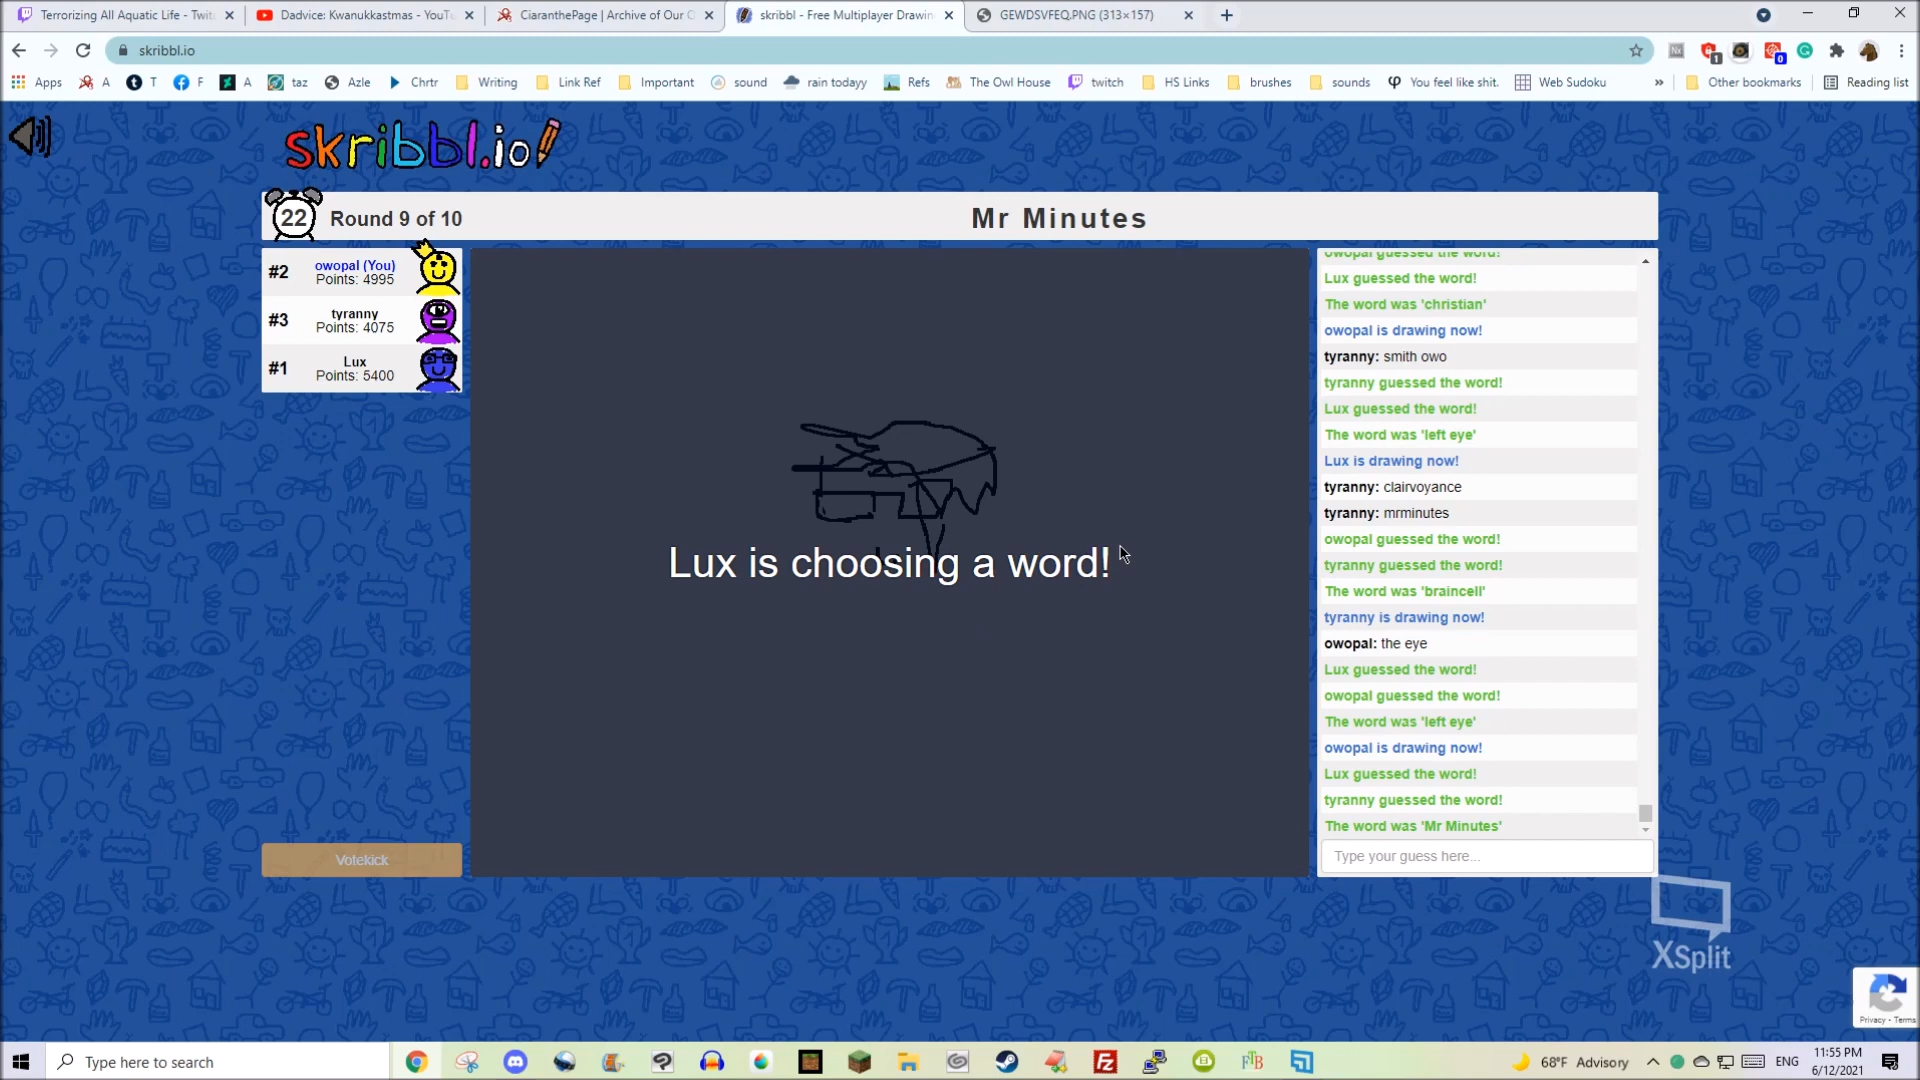 Terrorizing All Aquatic Life - Twit
Dadvice: Kwanukkastmas - YouTu
CiaranthePage | Archive of Our O
skribbl - Free Multiplayer Drawin
GEWDSVFEQ.PNG (313×157)
skribbl.io
Apps
A
T
F
A
taz
Azle
Chrtr
Writing
Link Ref
Important
sound
rain todayy
Refs
The Owl House
twitch
HS Links
brushes
sounds
You feel like shit.
Web Sudoku
»
Other bookmarks
Reading list
skribbl.io
22
Round 9 of 10
Mr Minutes
#2
owopal (You)
Points: 4995
#3
tyranny
Points: 4075
#1
Lux
Points: 5400
Votekick
Lux is choosing a word!
owopal guessed the word!
Lux guessed the word!
The word was 'christian'
owopal is drawing now!
tyranny: smith owo
tyranny guessed the word!
Lux guessed the word!
The word was 'left eye'
Lux is drawing now!
tyranny: clairvoyance
tyranny: mrminutes
owopal guessed the word!
tyranny guessed the word!
The word was 'braincell'
tyranny is drawing now!
owopal: the eye
Lux guessed the word!
owopal guessed the word!
The word was 'left eye'
owopal is drawing now!
Lux guessed the word!
tyranny guessed the word!
The word was 'Mr Minutes'
Type your guess here...
XSplit
Privacy - Terms
Type here to search
68°F Advisory
ENG
11:55 PM
6/12/2021